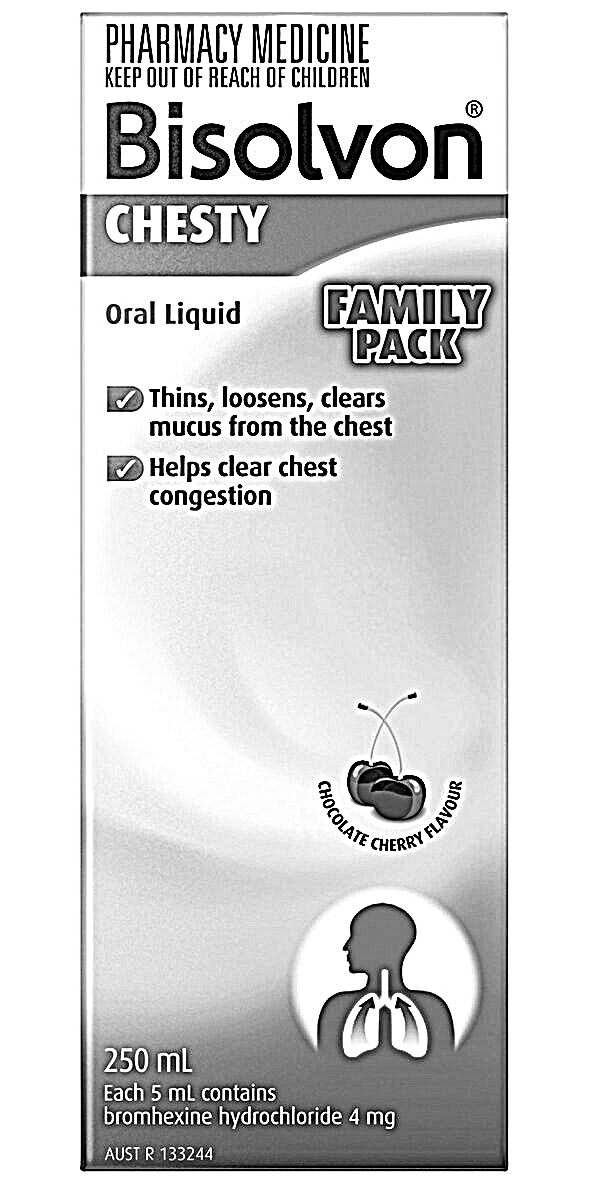 PHARMACY MEDICINE
KEEP OUT OF REACH OF CHILDREN
Bisolvon®
CHESTY
Oral Liquid
FAMILY
PACK
Thins, loosens, clears
mucus from the chest
Helps clear chest
congestion
CHOCOLATE CHERRY FLAVOUR
250 mL
Each 5 mL contains
bromhexine hydrochloride 4 mg
AUST R 133244